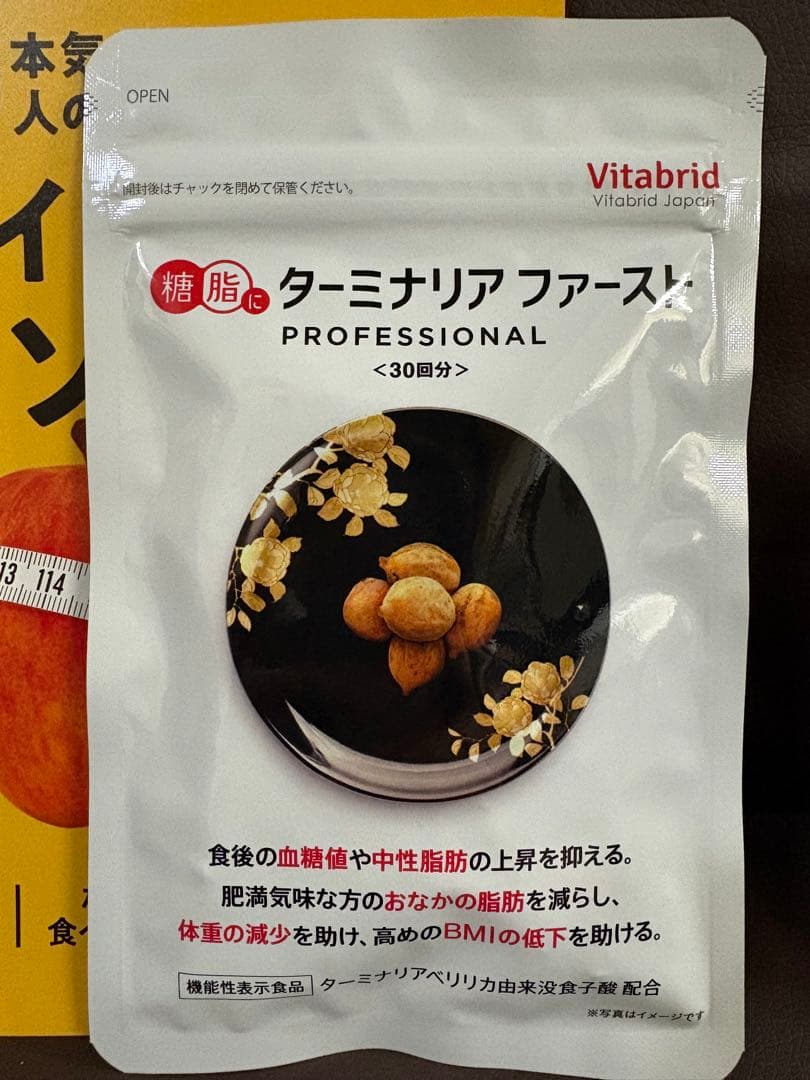 本気
人の
イ
ン
OPEN
開封後はチャックを閉めて保管ください。
Vitabrid
Vitabrid Japan
糖脂に ターミナリア ファースト
PROFESSIONAL
<30回分>
13 114
食後の血糖値や中性脂肪の上昇を抑える。
肥満気味な方のおなかの脂肪を減らし、
体重の減少を助け、高めのBMIの低下を助ける。
機能性表示食品 ターミナリアベリリカ由来没食子酸 配合
※写真はイメージです
食べ